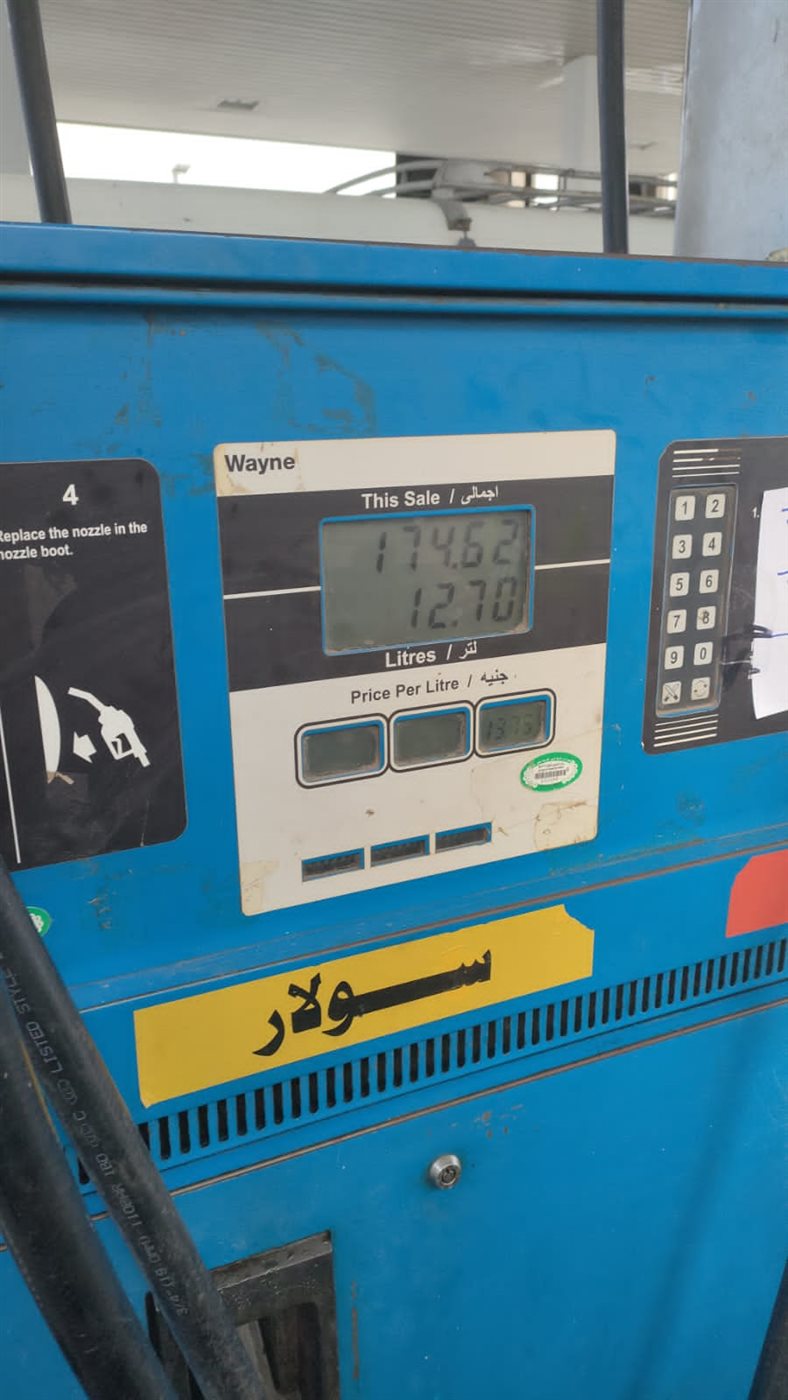 4
Replace the nozzle in the
nozzle boot.
Wayne
This Sale / اجمالى
174.62
12.70
Litres / لتر
Price Per Litre / جنيه
13.75
1 2
3 4
5 6
7 8
9 0
1.
سولار